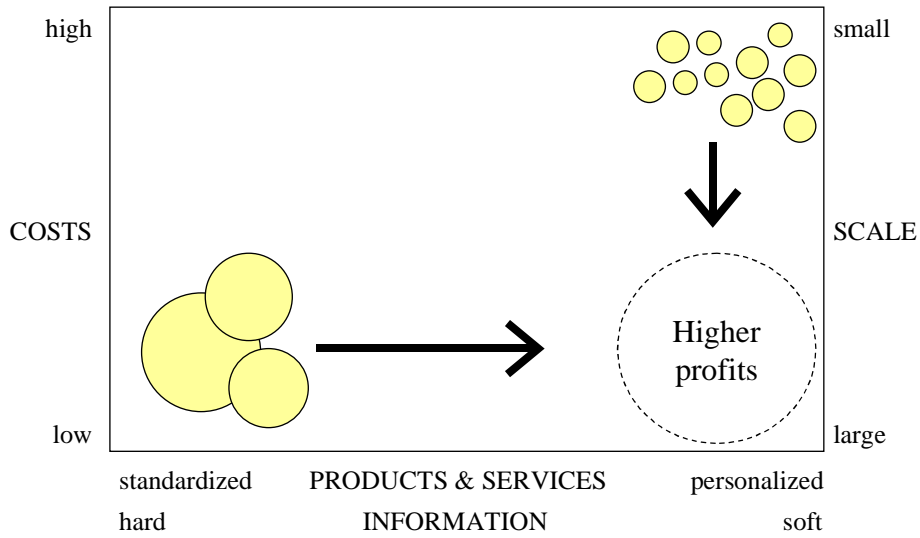 high
small
COSTS
SCALE
Higher
profits
low
large
standardized PRODUCTS & SERVICES personalized
hard INFORMATION soft